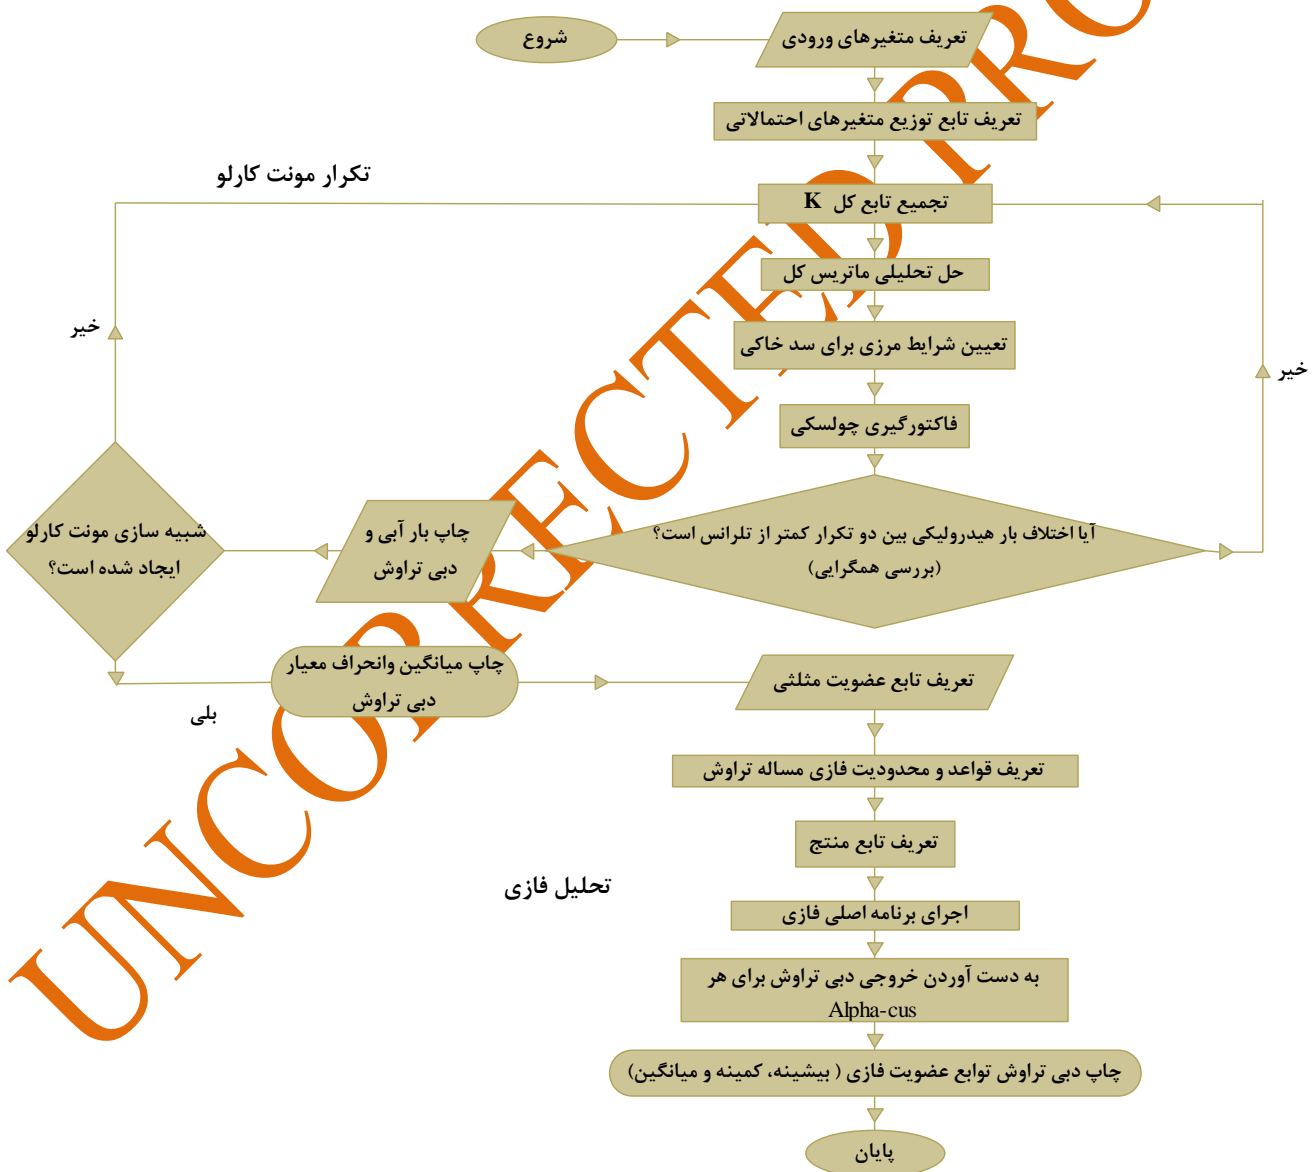 شروع
تعریف متغیرهای ورودی
تعریف تابع توزیع متغیرهای احتمالاتی
تکرار مونت کارلو
تجمیع تابع کل K
حل تحلیلی ماتریس کل
خیر
تعیین شرایط مرزی برای سد خاکی
خیر
فاکتورگیری چولسکی
آیا اختلاف بار هیدرولیکی بین دو تکرار کمتر از تلرانس است؟
(بررسی همگرایی)
چاپ بار آبی و
دبی تراوش
شبیه سازی مونت کارلو
ایجاد شده است؟
بلی
چاپ میانگین وانحراف معیار
دبی تراوش
تعریف تابع عضویت مثلثی
تعریف قواعد و محدودیت فازی مساله تراوش
تعریف تابع منتج
تحلیل فازی
اجرای برنامه اصلی فازی
به دست آوردن خروجی دبی تراوش برای هر
Alpha-cus
چاپ دبی تراوش توابع عضویت فازی ( بیشینه، کمینه و میانگین)
پایان
UNCORRECTED PRO